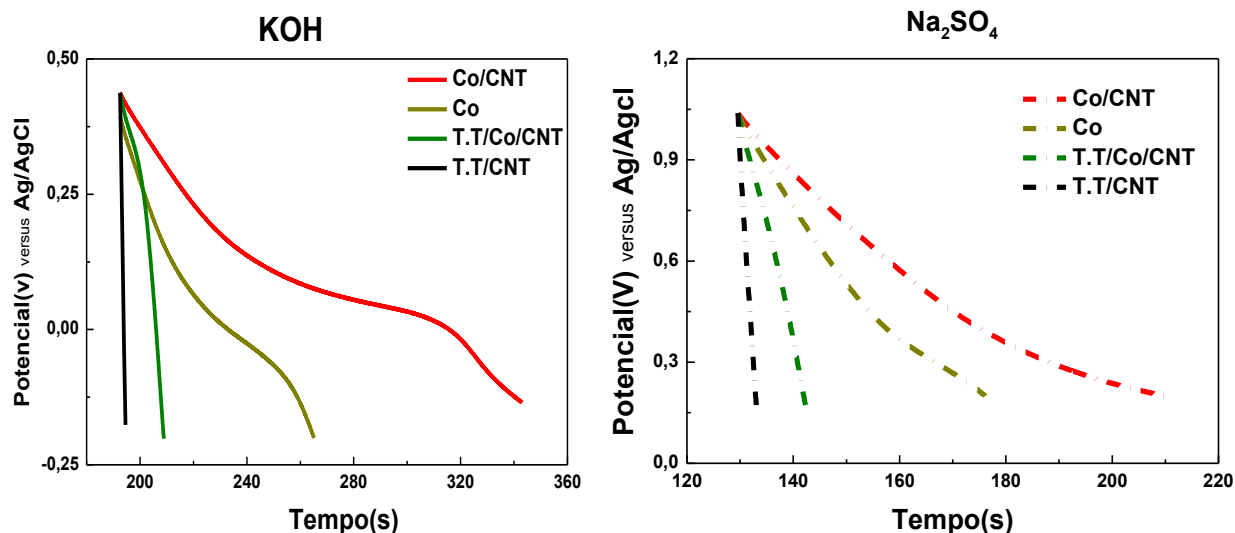 KOH
0,50
0,25
0,00
-0,25
Potencial(v) versus Ag/AgCl
Co/CNT
Co
T.T/Co/CNT
T.T/CNT
200 240 280 320 360
Tempo(s)
Na₂SO₄
1,2
0,9
0,6
0,3
0,0
Potencial(V) versus Ag/Agcl
Co/CNT
Co
T.T/Co/CNT
T.T/CNT
120 140 160 180 200 220
Tempo(s)